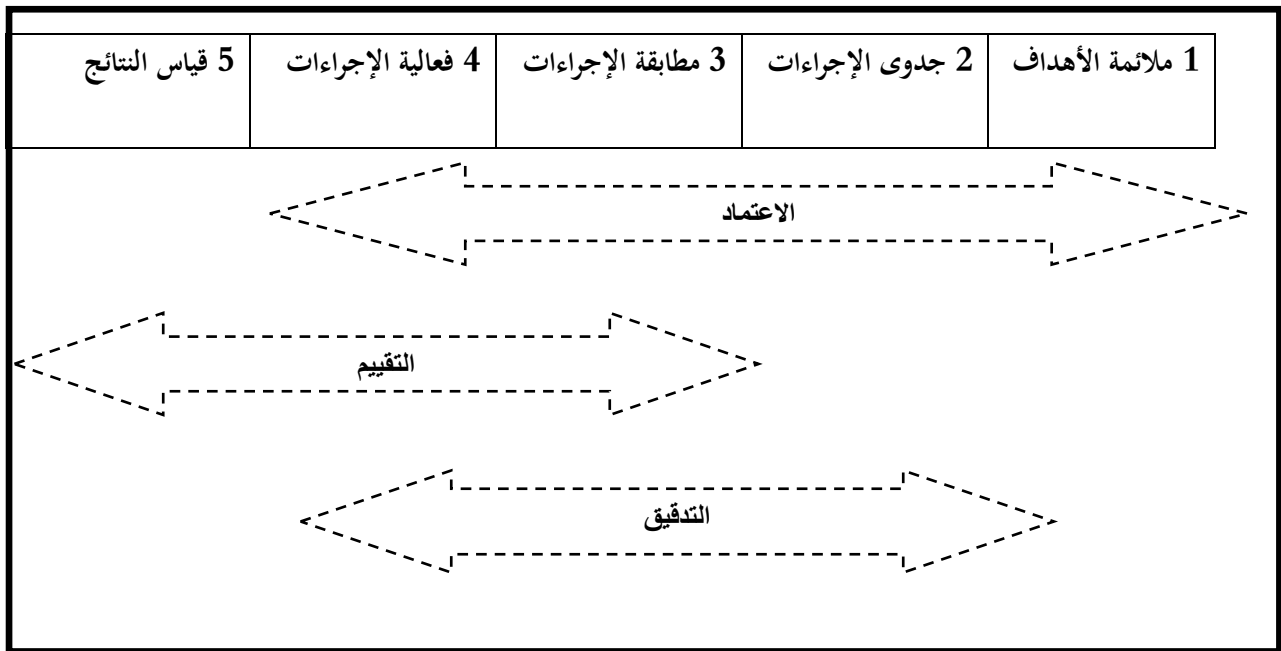 1 ملائمة الأهداف
2 جدوى الإجراءات
3 مطابقة الإجراءات
4 فعالية الإجراءات
5 قياس النتائج
الاعتماد
التقييم
التدقيق